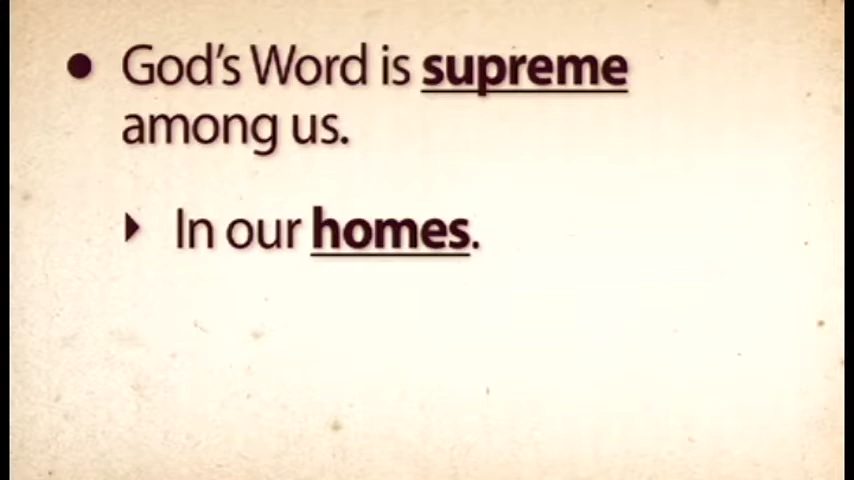 • God's Word is supreme
among us.
‣ In our homes.